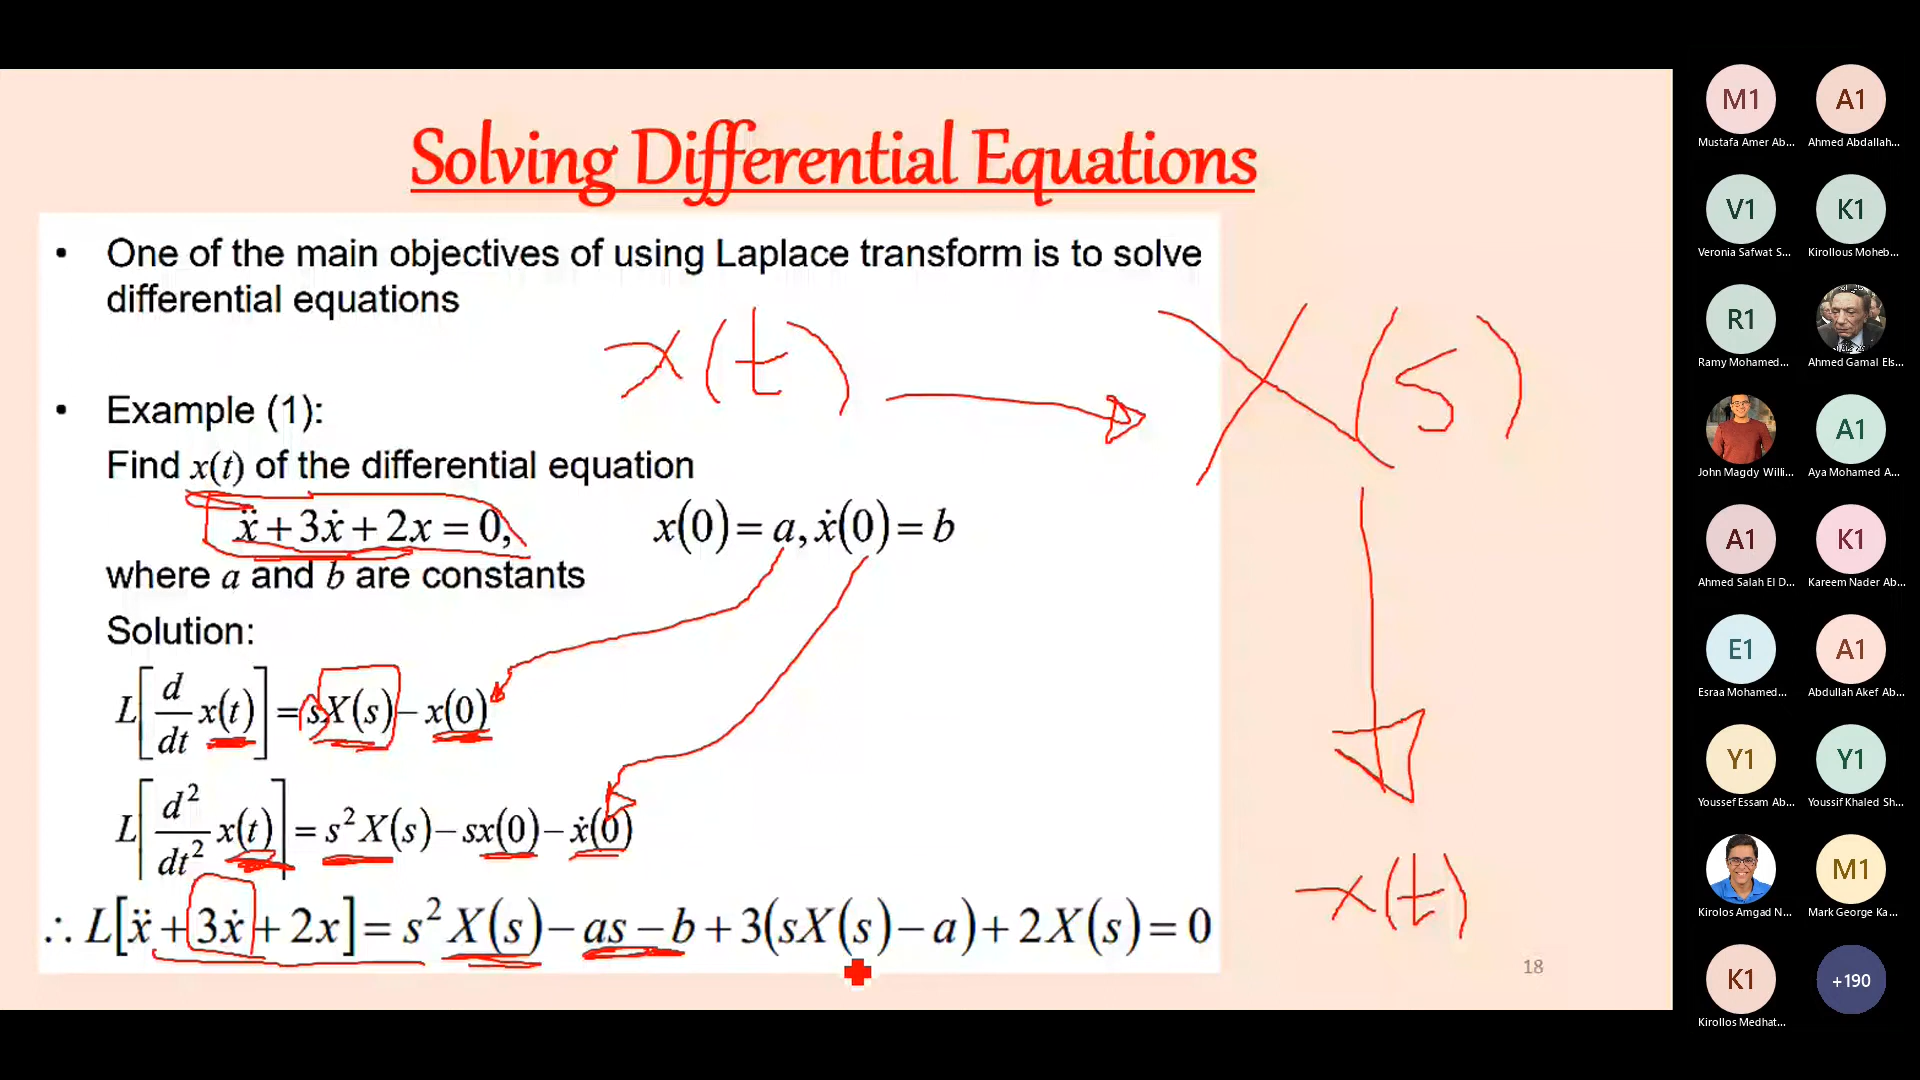 Solving Differential Equations
• One of the main objectives of using Laplace transform is to solve
differential equations
x(t) → X(s)
• Example (1):
Find x(t) of the differential equation
ẍ + 3ẋ + 2x = 0, x(0) = a, ẋ(0) = b
where a and b are constants
Solution:
L[d/dt x(t)] = sX(s) − x(0)
L[d²/dt² x(t)] = s²X(s) − sx(0) − ẋ(0)
∴ L[ẍ + 3ẋ + 2x] = s²X(s) − as − b + 3(sX(s) − a) + 2X(s) = 0
x(t)
18
M1 A1
Mustafa Amer Ab... Ahmed Abdallah...
V1 K1
Veronia Safwat S... Kirollous Moheb...
R1
Ramy Mohamed... Ahmed Gamal Els...
A1
John Magdy Willi... Aya Mohamed A...
A1 K1
Ahmed Salah El D... Kareem Nader Ab...
E1 A1
Esraa Mohamed... Abdullah Akef Ab...
Y1 Y1
Youssef Essam Ab... Youssif Khaled Sh...
M1
Kirolos Amgad N... Mark George Ka...
K1 +190
Kirollos Medhat...